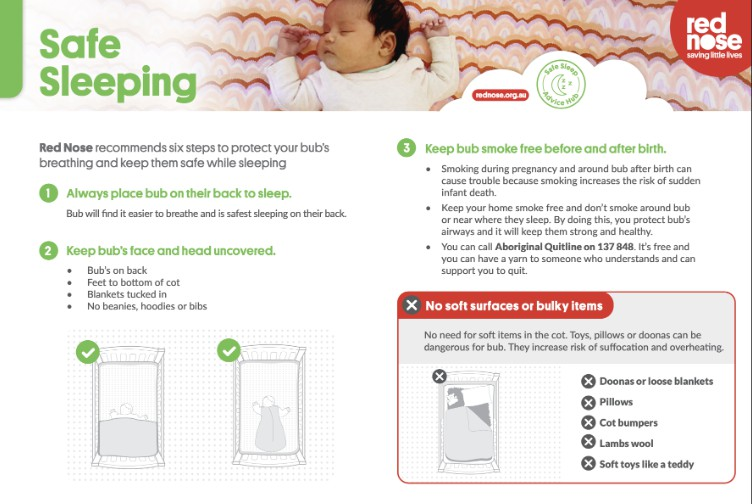 Safe
Sleeping
red
nose
saving little lives
rednose.org.au
Safe Sleep
Advice Hub
Red Nose recommends six steps to protect your bub's
breathing and keep them safe while sleeping
1 Always place bub on their back to sleep.
Bub will find it easier to breathe and is safest sleeping on their back.
2 Keep bub's face and head uncovered.
• Bub's on back
• Feet to bottom of cot
• Blankets tucked in
• No beanies, hoodies or bibs
3 Keep bub smoke free before and after birth.
• Smoking during pregnancy and around bub after birth can
cause trouble because smoking increases the risk of sudden
infant death.
• Keep your home smoke free and don't smoke around bub
or near where they sleep. By doing this, you protect bub's
airways and it will keep them strong and healthy.
• You can call Aboriginal Quitline on 137 848. It's free and
you can have a yarn to someone who understands and can
support you to quit.
No soft surfaces or bulky items
No need for soft items in the cot. Toys, pillows or doonas can be
dangerous for bub. They increase risk of suffocation and overheating.
Doonas or loose blankets
Pillows
Cot bumpers
Lambs wool
Soft toys like a teddy